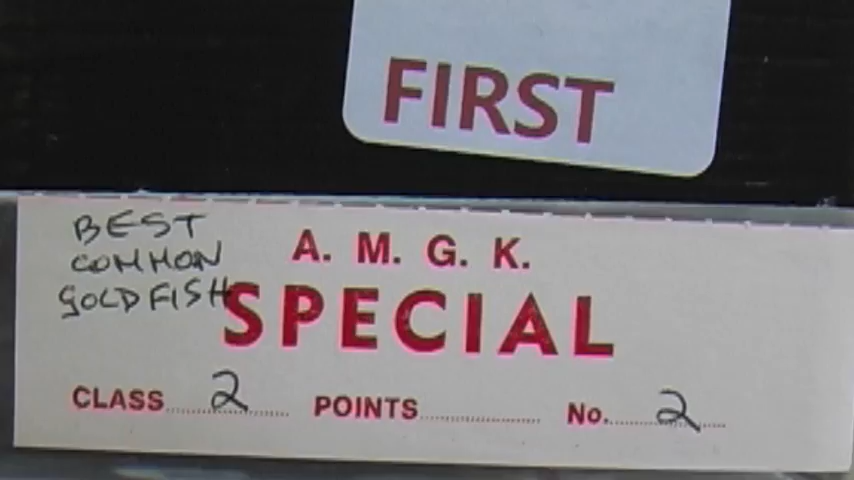 FIRST
BEST
COMMON
GOLDFISH
A. M. G. K.
SPECIAL
CLASS 2 POINTS No. 2